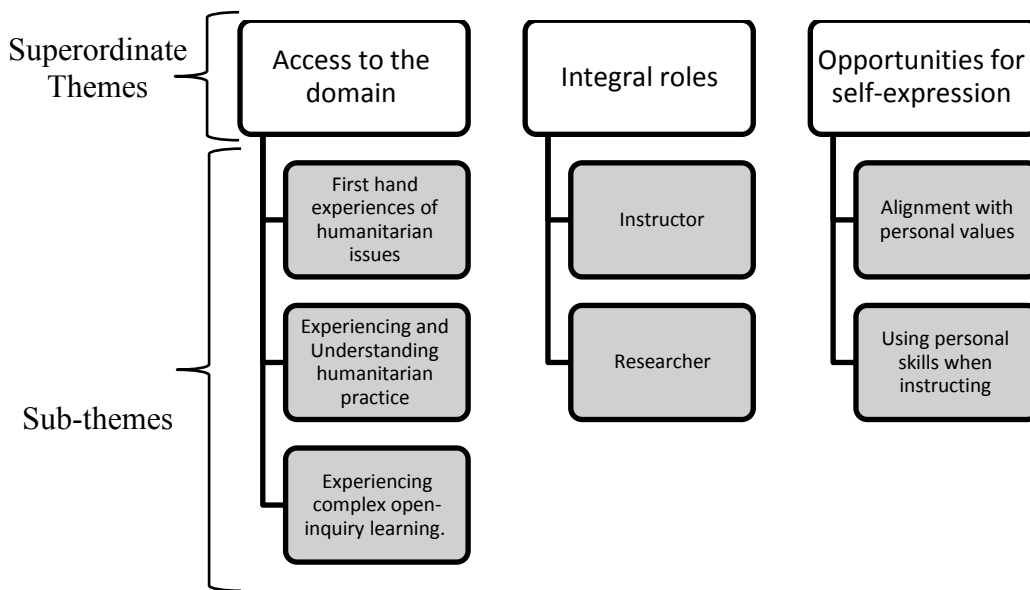 Superordinate
Themes
Access to the
domain
Integral roles
Opportunities for
self-expression
Sub-themes
First hand
experiences of
humanitarian
issues
Experiencing and
Understanding
humanitarian
practice
Experiencing
complex open-
inquiry learning.
Instructor
Researcher
Alignment with
personal values
Using personal
skills when
instructing